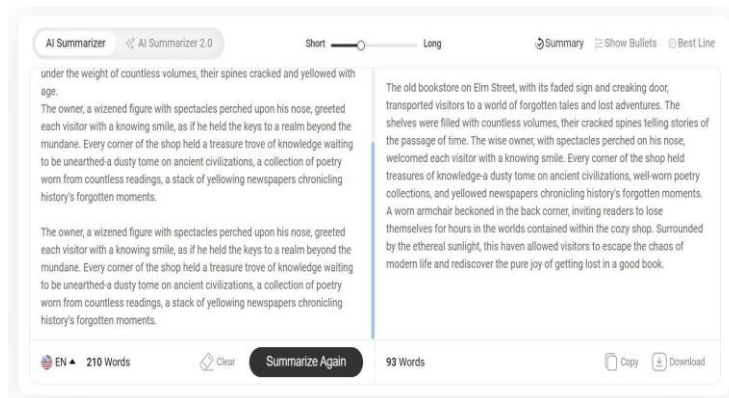 AI Summarizer
AI Summarizer 2.0
Short
Long
Summary
Show Bullets
Best Line
under the weight of countless volumes, their spines cracked and yellowed with
age.
The owner, a wizened figure with spectacles perched upon his nose, greeted
each visitor with a knowing smile, as if he held the keys to a realm beyond the
mundane. Every corner of the shop held a treasure trove of knowledge waiting
to be unearthed-a dusty tome on ancient civilizations, a collection of poetry
worn from countless readings, a stack of yellowing newspapers chronicling
history's forgotten moments.
The owner, a wizened figure with spectacles perched upon his nose, greeted
each visitor with a knowing smile, as if he held the keys to a realm beyond the
mundane. Every corner of the shop held a treasure trove of knowledge waiting
to be unearthed-a dusty tome on ancient civilizations, a collection of poetry
worn from countless readings, a stack of yellowing newspapers chronicling
history's forgotten moments.
EN
210 Words
Clear
Summarize Again
The old bookstore on Elm Street, with its faded sign and creaking door,
transported visitors to a world of forgotten tales and lost adventures. The
shelves were filled with countless volumes, their cracked spines telling stories of
the passage of time. The wise owner, with spectacles perched on his nose,
welcomed each visitor with a knowing smile. Every corner of the shop held
treasures of knowledge-a dusty tome on ancient civilizations, well-worn poetry
collections, and yellowed newspapers chronicling history's forgotten moments.
A worn armchair beckoned in the back corner, inviting readers to lose
themselves for hours in the worlds contained within the cozy shop. Surrounded
by the ethereal sunlight, this haven allowed visitors to escape the chaos of
modern life and rediscover the pure joy of getting lost in a good book.
93 Words
Copy
Download